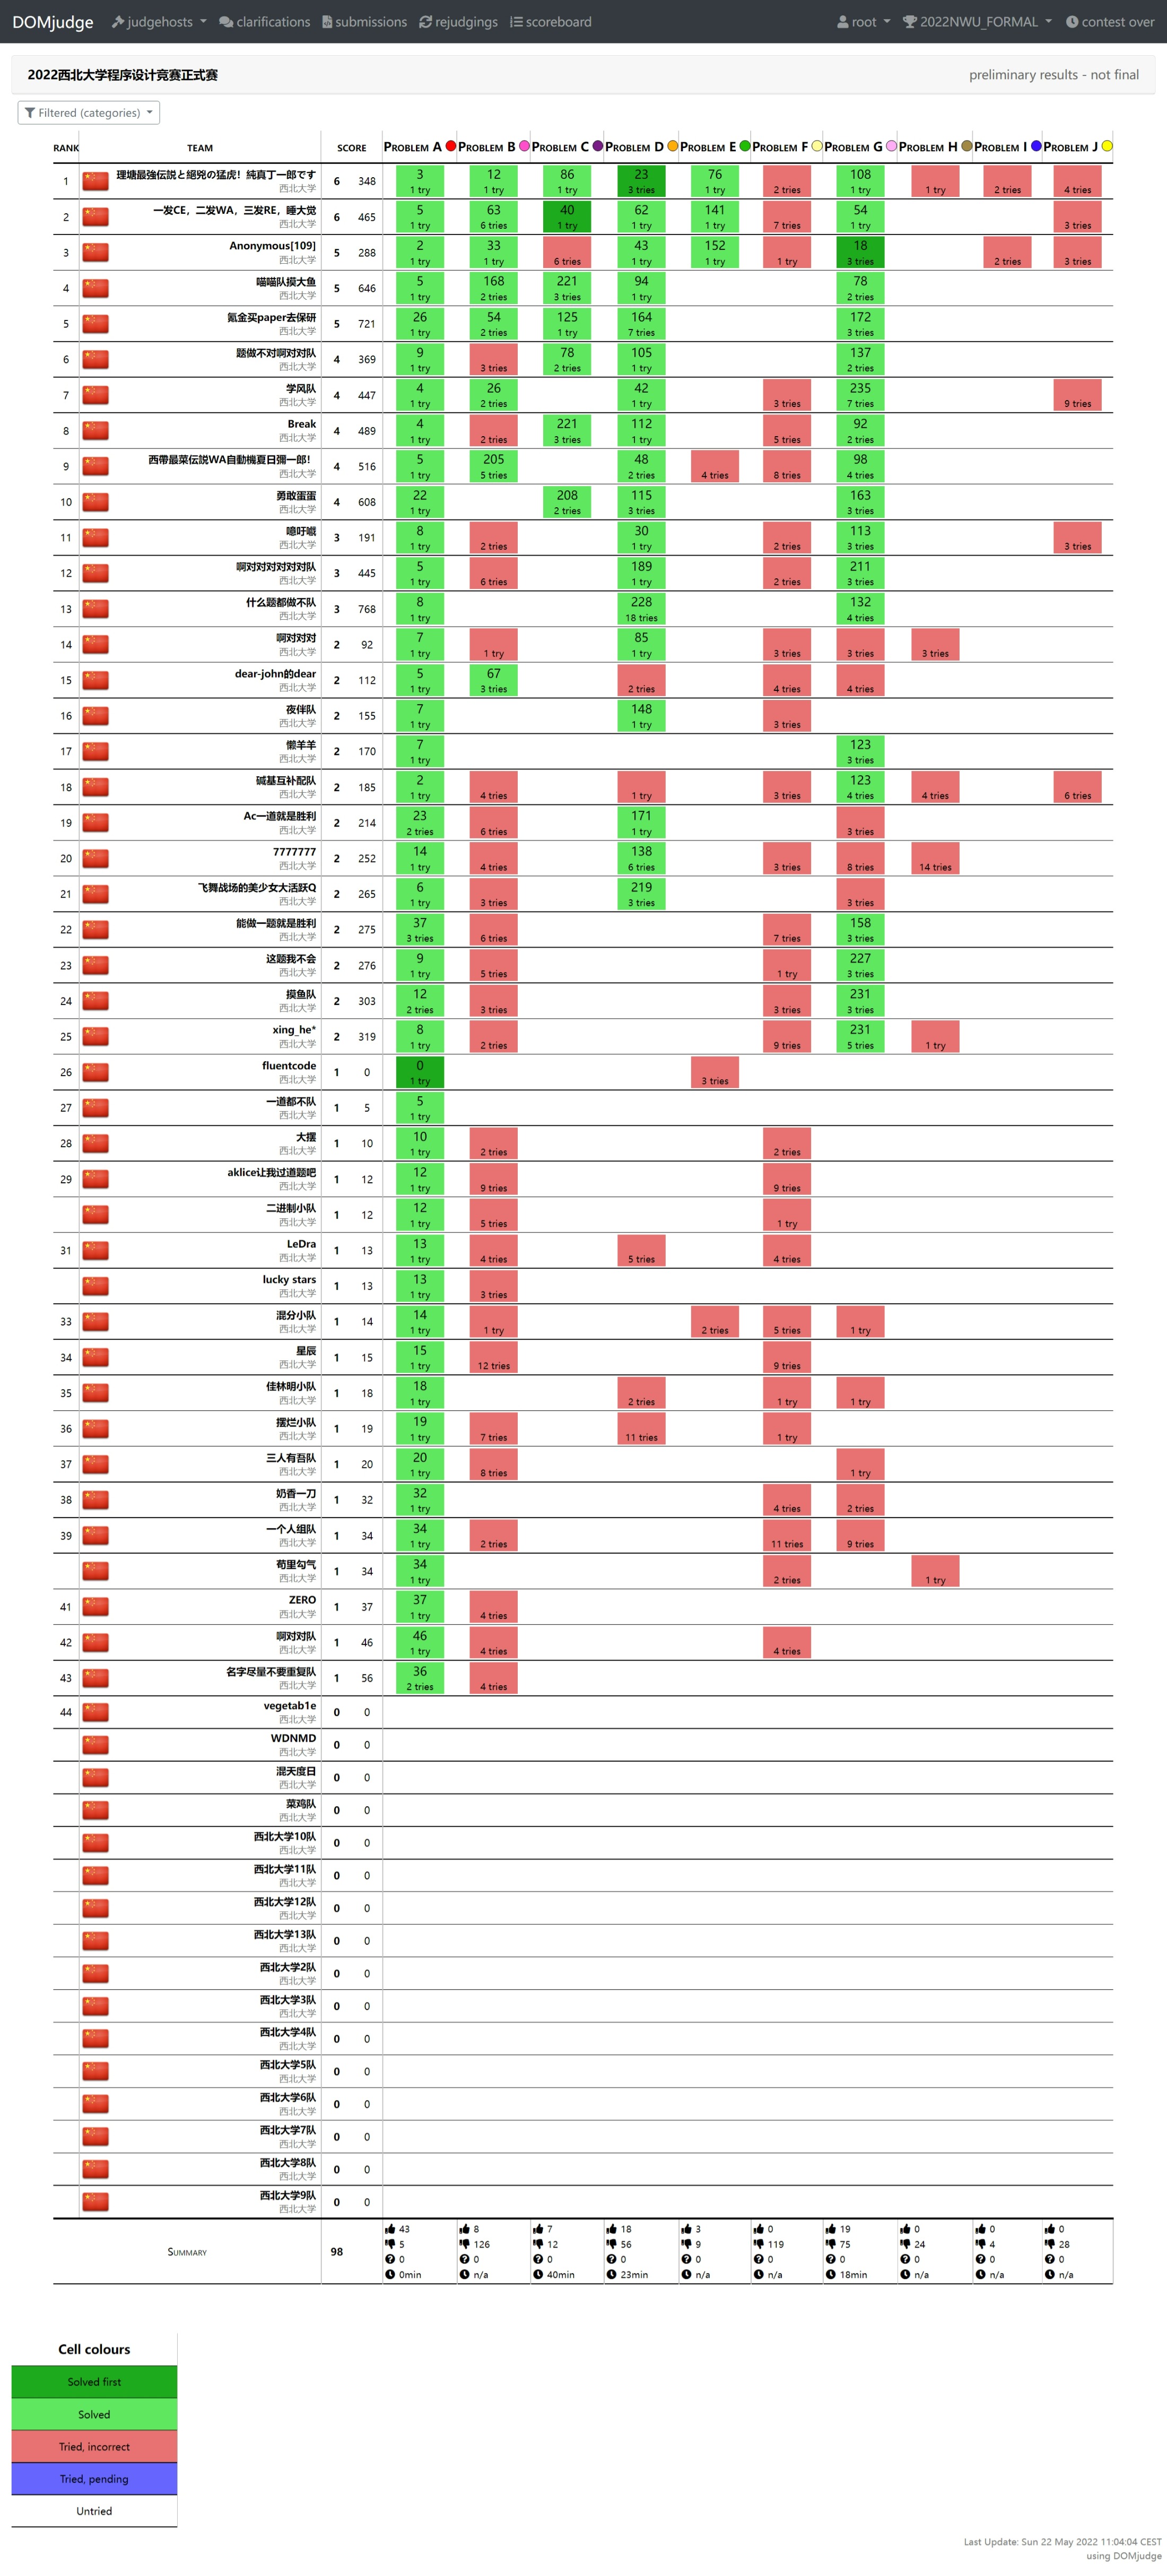 DOMjudge judgehosts clarifications submissions rejudgings scoreboard root 2022NWU_FORMAL contest over
2022西北大学程序设计竞赛正式赛 preliminary results - not final
Filtered (categories)
RANK TEAM SCORE PROBLEM A PROBLEM B PROBLEM C PROBLEM D PROBLEM E PROBLEM F PROBLEM G PROBLEM H PROBLEM I PROBLEM J
1 理塘最強伝説と絕兇の猛虎！純真丁一郎です 6 348 3 12 86 23 76 108
西北大学 1 try 1 try 1 try 3 tries 1 try 2 tries 1 try 1 try 2 tries 4 tries
2 一发CE，二发WA，三发RE，睡大觉 6 465 5 63 40 62 141 54
西北大学 1 try 6 tries 1 try 1 try 1 try 7 tries 1 try 3 tries
3 Anonymous[109] 5 288 2 33 43 152 18
西北大学 1 try 1 try 6 tries 1 try 1 try 1 try 3 tries 2 tries 3 tries
4 喵喵队摸大鱼 5 646 5 168 221 94 78
西北大学 1 try 2 tries 3 tries 1 try 2 tries
5 氪金买paper去保研 5 721 26 54 125 164 172
西北大学 1 try 2 tries 1 try 7 tries 3 tries
6 题做不对啊对对队 4 369 9 78 105 137
西北大学 1 try 3 tries 2 tries 1 try 2 tries
7 学风队 4 447 4 26 42 235
西北大学 1 try 2 tries 1 try 3 tries 7 tries 9 tries
8 Break 4 489 4 221 112 92
西北大学 1 try 2 tries 3 tries 1 try 5 tries 2 tries
9 西帶最菜伝説WA自動機夏日彌一郎！ 4 516 5 205 48 98
西北大学 1 try 5 tries 2 tries 4 tries 8 tries 4 tries
10 勇敢蛋蛋 4 608 22 208 115 163
西北大学 1 try 2 tries 3 tries 3 tries
11 噫吁嘅 3 191 8 30 113
西北大学 1 try 2 tries 1 try 2 tries 3 tries 3 tries
12 啊对对对对对对队 3 445 5 189 211
西北大学 1 try 6 tries 1 try 2 tries 3 tries
13 什么题都做不队 3 768 8 228 132
西北大学 1 try 18 tries 4 tries
14 啊对对对 2 92 7 85
西北大学 1 try 1 try 1 try 3 tries 3 tries 3 tries
15 dear-john的dear 2 112 5 67
西北大学 1 try 3 tries 2 tries 4 tries 4 tries
16 夜伴队 2 155 7 148
西北大学 1 try 1 try 3 tries
17 懒羊羊 2 170 7 123
西北大学 1 try 3 tries
18 碱基互补配队 2 185 2 123
西北大学 1 try 4 tries 1 try 3 tries 4 tries 4 tries 6 tries
19 Ac一道就是胜利 2 214 23 171
西北大学 2 tries 6 tries 1 try 3 tries
20 7777777 2 252 14 138
西北大学 1 try 4 tries 6 tries 3 tries 8 tries 14 tries
21 飞舞战场的美少女大活跃Q 2 265 6 219
西北大学 1 try 3 tries 3 tries 3 tries
22 能做一题就是胜利 2 275 37 158
西北大学 3 tries 6 tries 7 tries 3 tries
23 这题我不会 2 276 9 227
西北大学 1 try 5 tries 1 try 3 tries
24 摸鱼队 2 303 12 231
西北大学 2 tries 3 tries 3 tries 3 tries
25 xing_he* 2 319 8 231
西北大学 1 try 2 tries 9 tries 5 tries 1 try
26 fluentcode 1 0 0
西北大学 1 try 3 tries
27 一道都不队 1 5 5
西北大学 1 try
28 大摆 1 10 10
西北大学 1 try 2 tries 2 tries
29 aklice让我过道题吧 1 12 12
西北大学 1 try 9 tries 9 tries
二进制小队 1 12 12
西北大学 1 try 5 tries 1 try
31 LeDra 1 13 13
西北大学 1 try 4 tries 5 tries 4 tries
lucky stars 1 13 13
西北大学 1 try 3 tries
33 混分小队 1 14 14
西北大学 1 try 1 try 2 tries 5 tries 1 try
34 星辰 1 15 15
西北大学 1 try 12 tries 9 tries
35 佳林明小队 1 18 18
西北大学 1 try 2 tries 1 try 1 try
36 摆烂小队 1 19 19
西北大学 1 try 7 tries 11 tries 1 try
37 三人有吾队 1 20 20
西北大学 1 try 8 tries 1 try
38 奶香一刀 1 32 32
西北大学 1 try 4 tries 2 tries
39 一个人组队 1 34 34
西北大学 1 try 2 tries 11 tries 9 tries
苟里勾气 1 34 34
西北大学 1 try 2 tries 1 try
41 ZERO 1 37 37
西北大学 1 try 4 tries
42 啊对对队 1 46 46
西北大学 1 try 4 tries 4 tries
43 名字尽量不要重复队 1 56 36
西北大学 2 tries 4 tries
44 vegetab1e 0 0
西北大学
WDNMD 0 0
西北大学
混天度日 0 0
西北大学
菜鸡队 0 0
西北大学
西北大学10队 0 0
西北大学
西北大学11队 0 0
西北大学
西北大学12队 0 0
西北大学
西北大学13队 0 0
西北大学
西北大学2队 0 0
西北大学
西北大学3队 0 0
西北大学
西北大学4队 0 0
西北大学
西北大学5队 0 0
西北大学
西北大学6队 0 0
西北大学
西北大学7队 0 0
西北大学
西北大学8队 0 0
西北大学
西北大学9队 0 0
西北大学
43 8 7 18 3 0 19 0 0 0
SUMMARY 98 5 126 12 56 9 119 75 24 4 28
0 0 0 0 0 0 0 0 0 0
0min n/a 40min 23min n/a n/a 18min n/a n/a n/a
Cell colours
Solved first
Solved
Tried, incorrect
Tried, pending
Untried
Last Update: Sun 22 May 2022 11:04:04 CEST
using DOMjudge